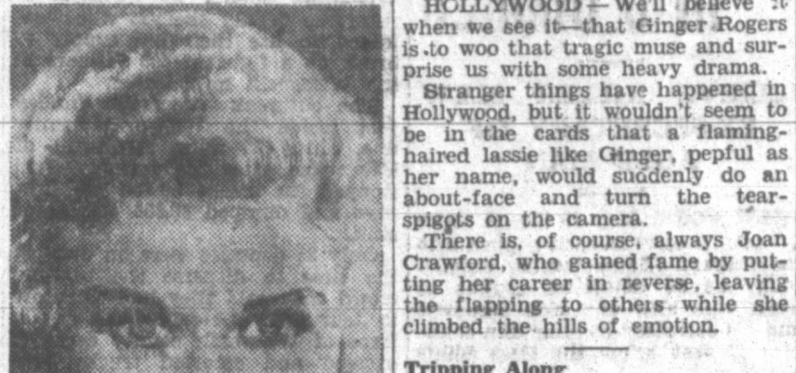 HOLLYWOOD — We'll believe it
when we see it—that Ginger Rogers
is to woo that tragic muse and sur-
prise us with some heavy drama.
Stranger things have happened in
Hollywood, but it wouldn't seem to
be in the cards that a flaming-
haired lassie like Ginger, pepful as
her name, would suddenly do an
about-face and turn the tear-
spigots on the camera.
There is, of course, always Joan
Crawford, who gained fame by put-
ting her career in reverse, leaving
the flapping to others while she
climbed the hills of emotion.
Tripping Along